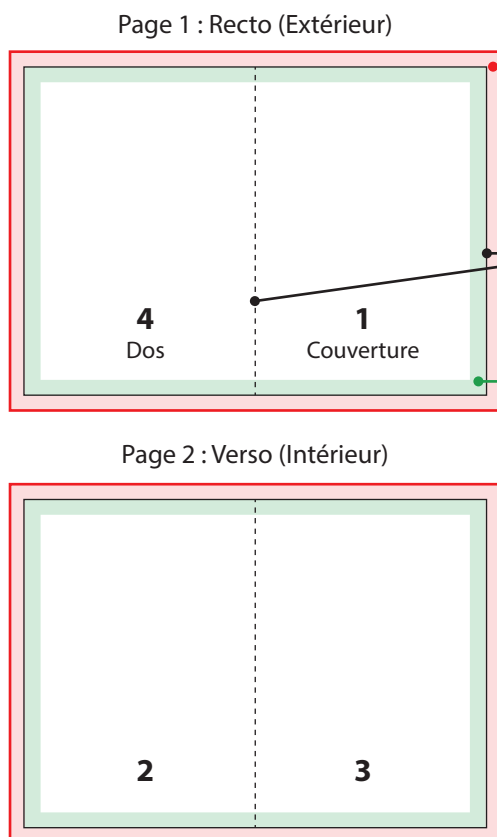 Page 1 : Recto (Extérieur)
4
Dos
1
Couverture
Page 2 : Verso (Intérieur)
2
3